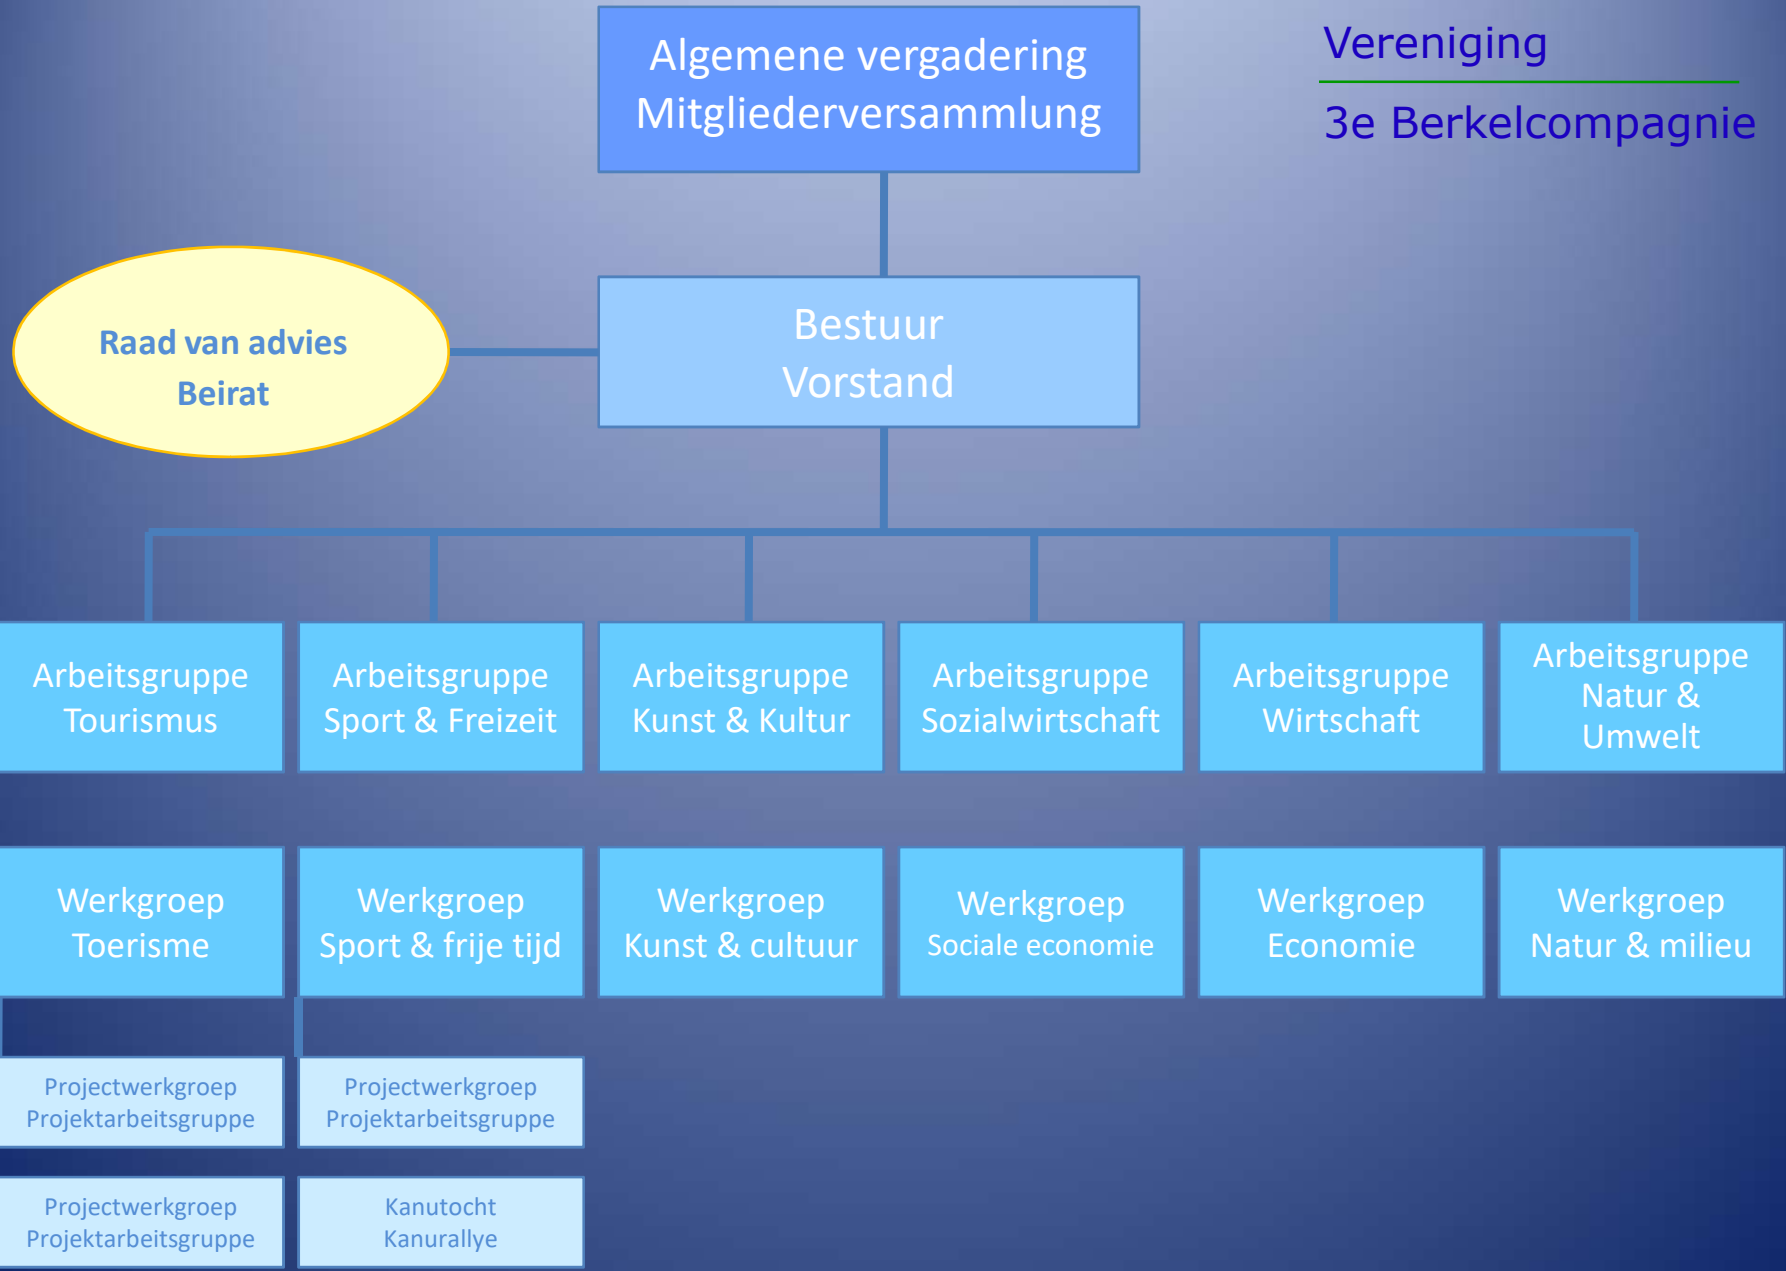 Algemene vergadering
Mitgliederversammlung
Vereniging
3e Berkelcompagnie
Raad van advies
Beirat
Bestuur
Vorstand
Arbeitsgruppe
Tourismus
Arbeitsgruppe
Sport & Freizeit
Arbeitsgruppe
Kunst & Kultur
Arbeitsgruppe
Sozialwirtschaft
Arbeitsgruppe
Wirtschaft
Arbeitsgruppe
Natur &
Umwelt
Werkgroep
Toerisme
Werkgroep
Sport & frije tijd
Werkgroep
Kunst & cultuur
Werkgroep
Sociale economie
Werkgroep
Economie
Werkgroep
Natur & milieu
Projectwerkgroep
Projektarbeitsgruppe
Projectwerkgroep
Projektarbeitsgruppe
Projectwerkgroep
Projektarbeitsgruppe
Kanutocht
Kanurallye